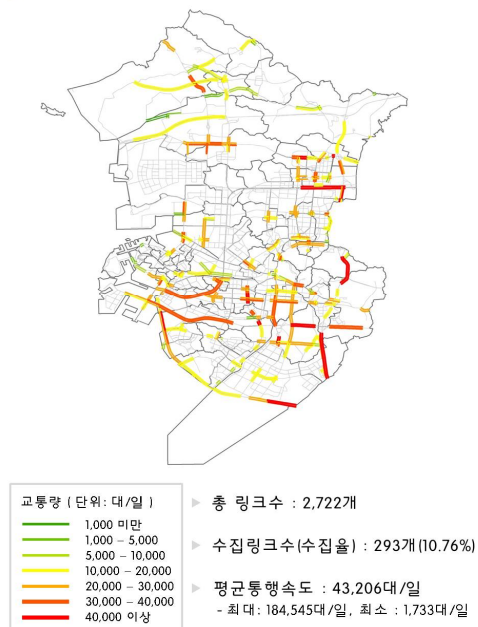 교통량 ( 단위: 대/일 )
1,000 미만
1,000 – 5,000
5,000 – 10,000
10,000 – 20,000
20,000 – 30,000
30,000 – 40,000
40,000 이상
총 링크수 : 2,722개
수집링크수(수집율) : 293개(10.76%)
평균통행속도 : 43,206대/일
- 최대: 184,545대/일, 최소 : 1,733대/일